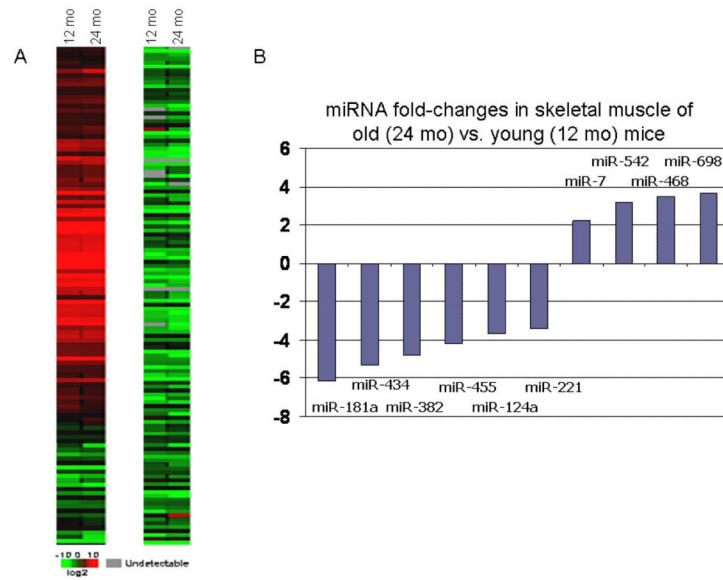 A
12 mo
24 mo
12 mo
24 mo
-10 0 10
log2
Undetectable
B
miRNA fold-changes in skeletal muscle of
old (24 mo) vs. young (12 mo) mice
6
4
2
0
-2
-4
-6
-8
miR-542 miR-698
miR-7 miR-468
miR-434 miR-455 miR-221
miR-181a miR-382 miR-124a